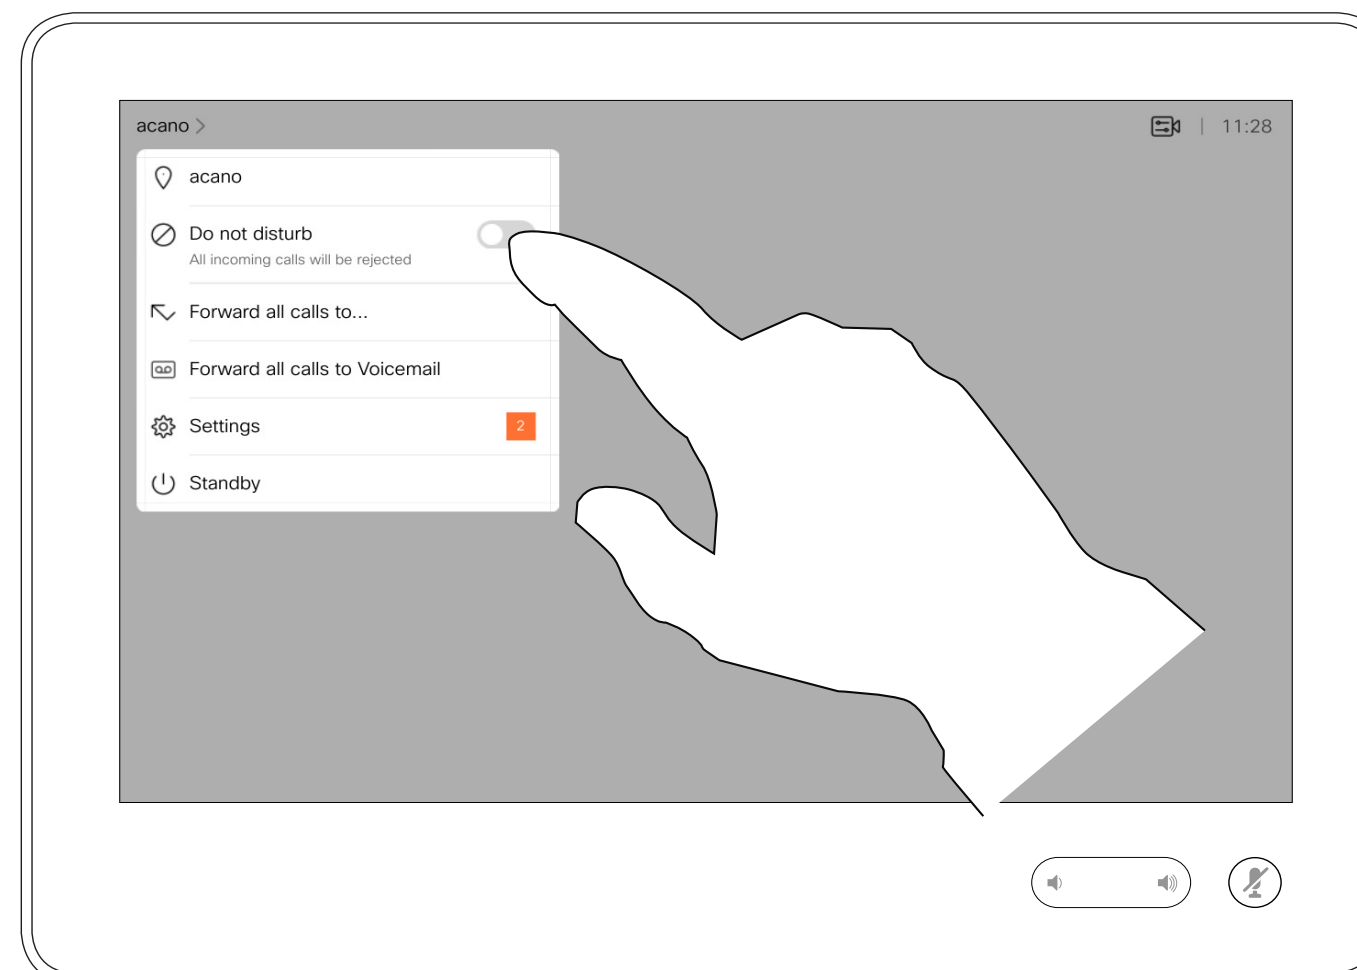 acano
11:28
acano
Do not disturb
All incoming calls will be rejected
Forward all calls to...
Forward all calls to Voicemail
Settings
2
Standby